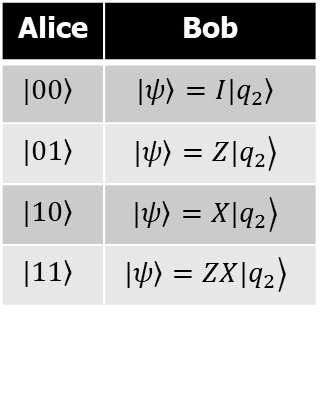 Alice Bob
|00⟩ |ψ⟩ = I|q₂⟩
|01⟩ |ψ⟩ = Z|q₂⟩
|10⟩ |ψ⟩ = X|q₂⟩
|11⟩ |ψ⟩ = ZX|q₂⟩